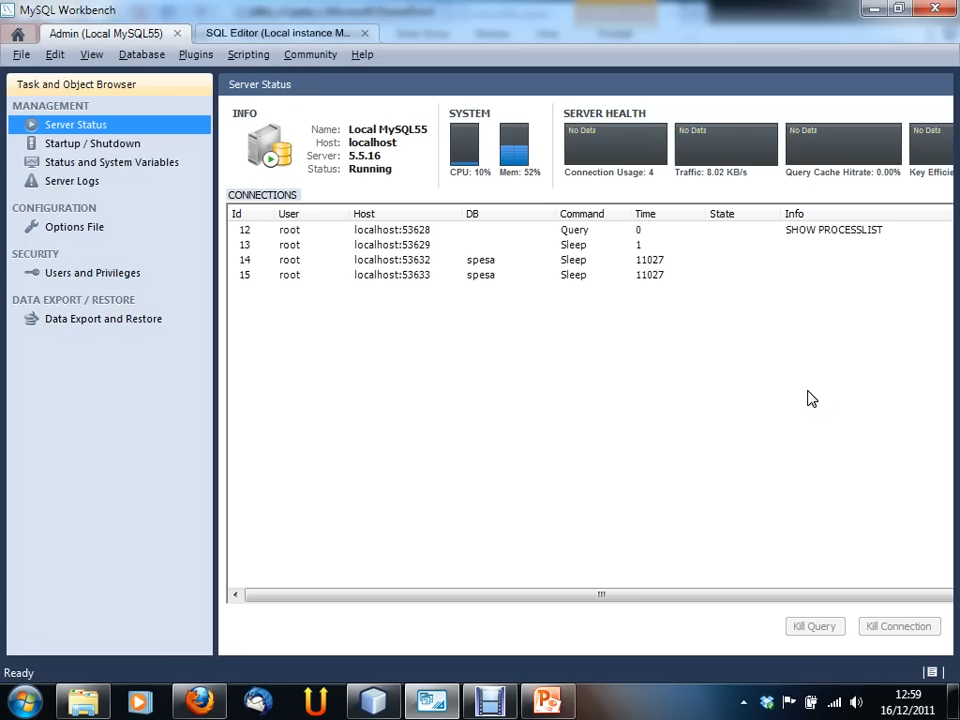 MySQL Workbench
Admin (Local MySQL55)
SQL Editor (Local instance M...
File Edit View Database Plugins Scripting Community Help
Task and Object Browser
MANAGEMENT
Server Status
Startup / Shutdown
Status and System Variables
Server Logs
CONFIGURATION
Options File
SECURITY
Users and Privileges
DATA EXPORT / RESTORE
Data Export and Restore
Server Status
INFO
Name: Local MySQL55
Host: localhost
Server: 5.5.16
Status: Running
SYSTEM
CPU: 10% Mem: 52%
SERVER HEALTH
No Data No Data No Data No Data
Connection Usage: 4 Traffic: 8.02 KB/s Query Cache Hitrate: 0.00% Key Efficie
CONNECTIONS
Id User Host DB Command Time State Info
12 root localhost:53628 Query 0 SHOW PROCESSLIST
13 root localhost:53629 Sleep 1
14 root localhost:53632 spesa Sleep 11027
15 root localhost:53633 spesa Sleep 11027
Kill Query Kill Connection
Ready
12:59
16/12/2011